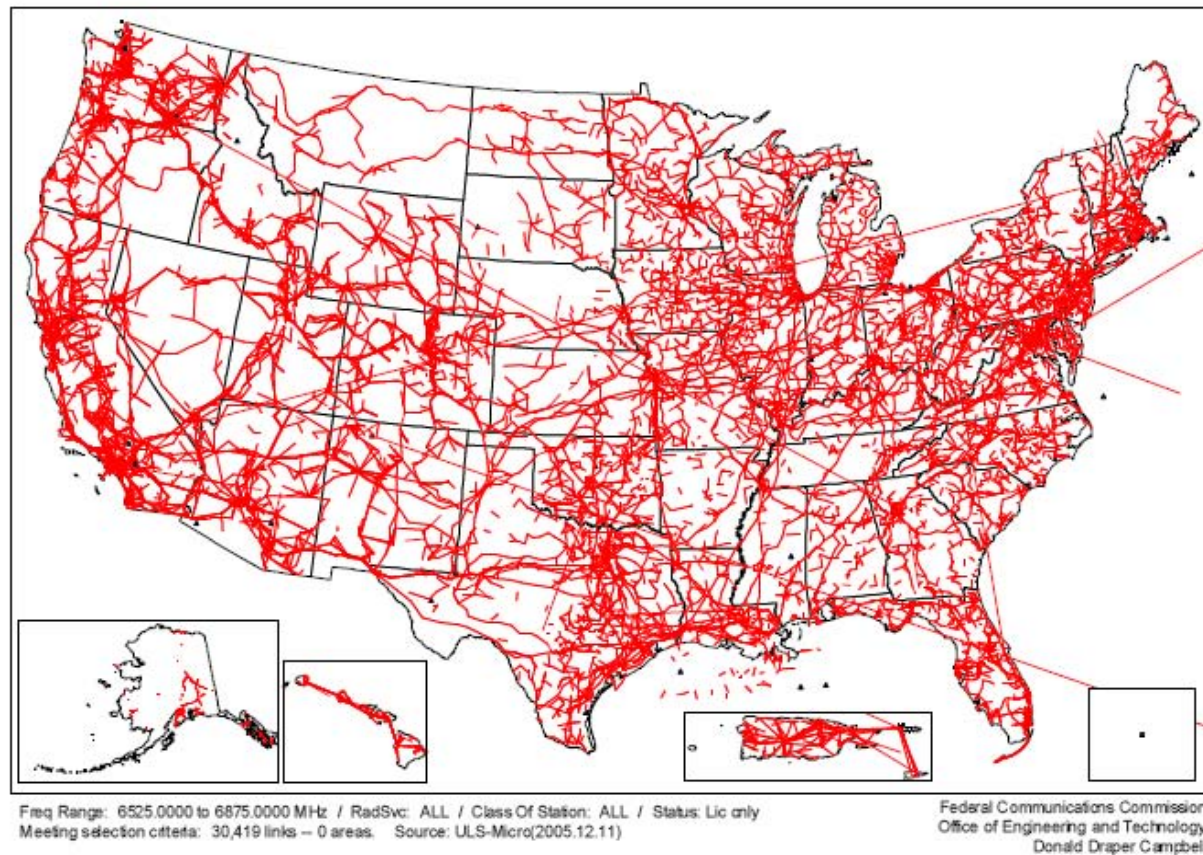 Freq Range: 6525.0000 to 6875.0000 MHz / RadSvc: ALL / Class Of Station: ALL / Status: Lic only
Meeting selection criteria: 30,419 links -- 0 areas. Source: ULS-Micro(2005.12.11)
Federal Communications Commission
Office of Engineering and Technology
Donald Draper Campbell